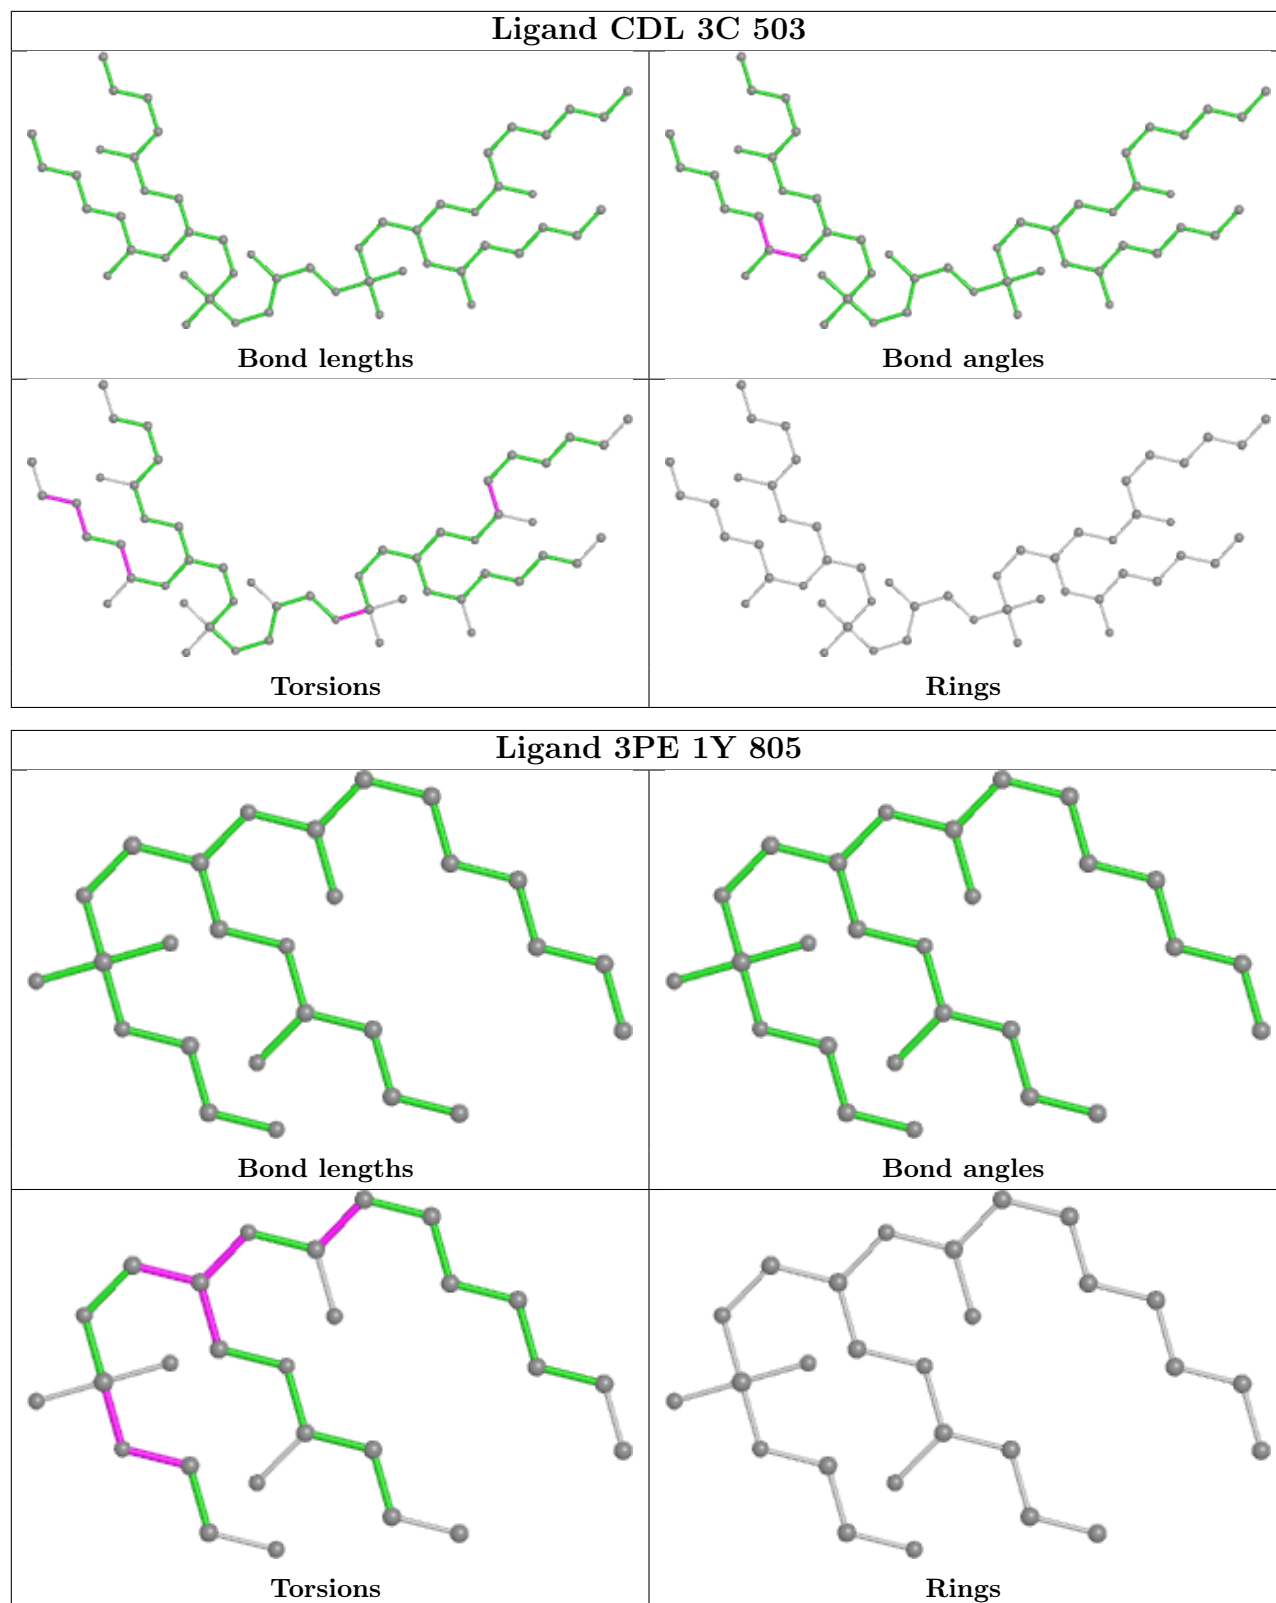 Ligand CDL 3C 503
Bond lengths
Bond angles
Torsions
Rings
Ligand 3PE 1Y 805
Bond lengths
Bond angles
Torsions
Rings